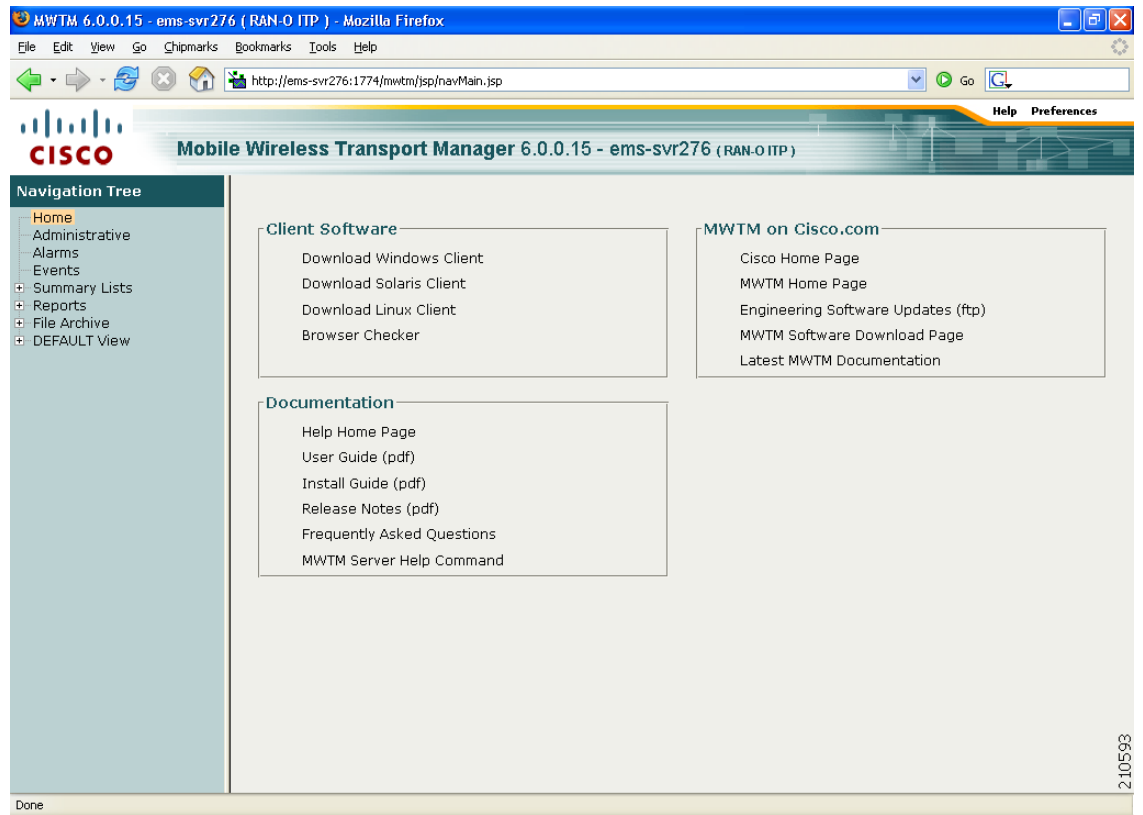 MWTM 6.0.0.15 - ems-svr276 ( RAN-O ITP ) - Mozilla Firefox
File Edit View Go Chipmarks Bookmarks Tools Help
http://ems-svr276:1774/mwtm/jsp/navMain.jsp
Go
G
Help Preferences
CISCO
Mobile Wireless Transport Manager 6.0.0.15 - ems-svr276 ( RAN-O ITP )
Navigation Tree
Home
Administrative
Alarms
Events
Summary Lists
Reports
File Archive
DEFAULT View
Client Software
Download Windows Client
Download Solaris Client
Download Linux Client
Browser Checker
MWTM on Cisco.com
Cisco Home Page
MWTM Home Page
Engineering Software Updates (ftp)
MWTM Software Download Page
Latest MWTM Documentation
Documentation
Help Home Page
User Guide (pdf)
Install Guide (pdf)
Release Notes (pdf)
Frequently Asked Questions
MWTM Server Help Command
210593
Done